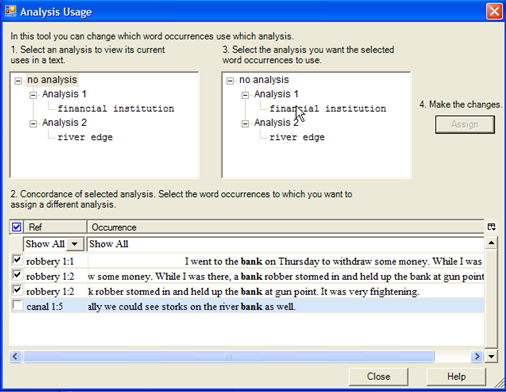 Analysis Usage
In this tool you can change which word occurrences use which analysis.
1. Select an analysis to view its current
uses in a text.
no analysis
Analysis 1
financial institution
Analysis 2
river edge
3. Select the analysis you want the selected
word occurrences to use.
no analysis
Analysis 1
financial institution
Analysis 2
river edge
4. Make the changes.
Assign
2. Concordance of selected analysis. Select the word occurrences to which you want to
assign a different analysis.
Ref Occurrence
Show All Show All
robbery 1:1 I went to the bank on Thursday to withdraw some money. While I was
robbery 1:2 w some money. While I was there, a bank robber stormed in and held up the bank at gun point
robbery 1:2 k robber stormed in and held up the bank at gun point. It was very frightening.
canal 1:5 ally we could see storks on the river bank as well.
Close Help